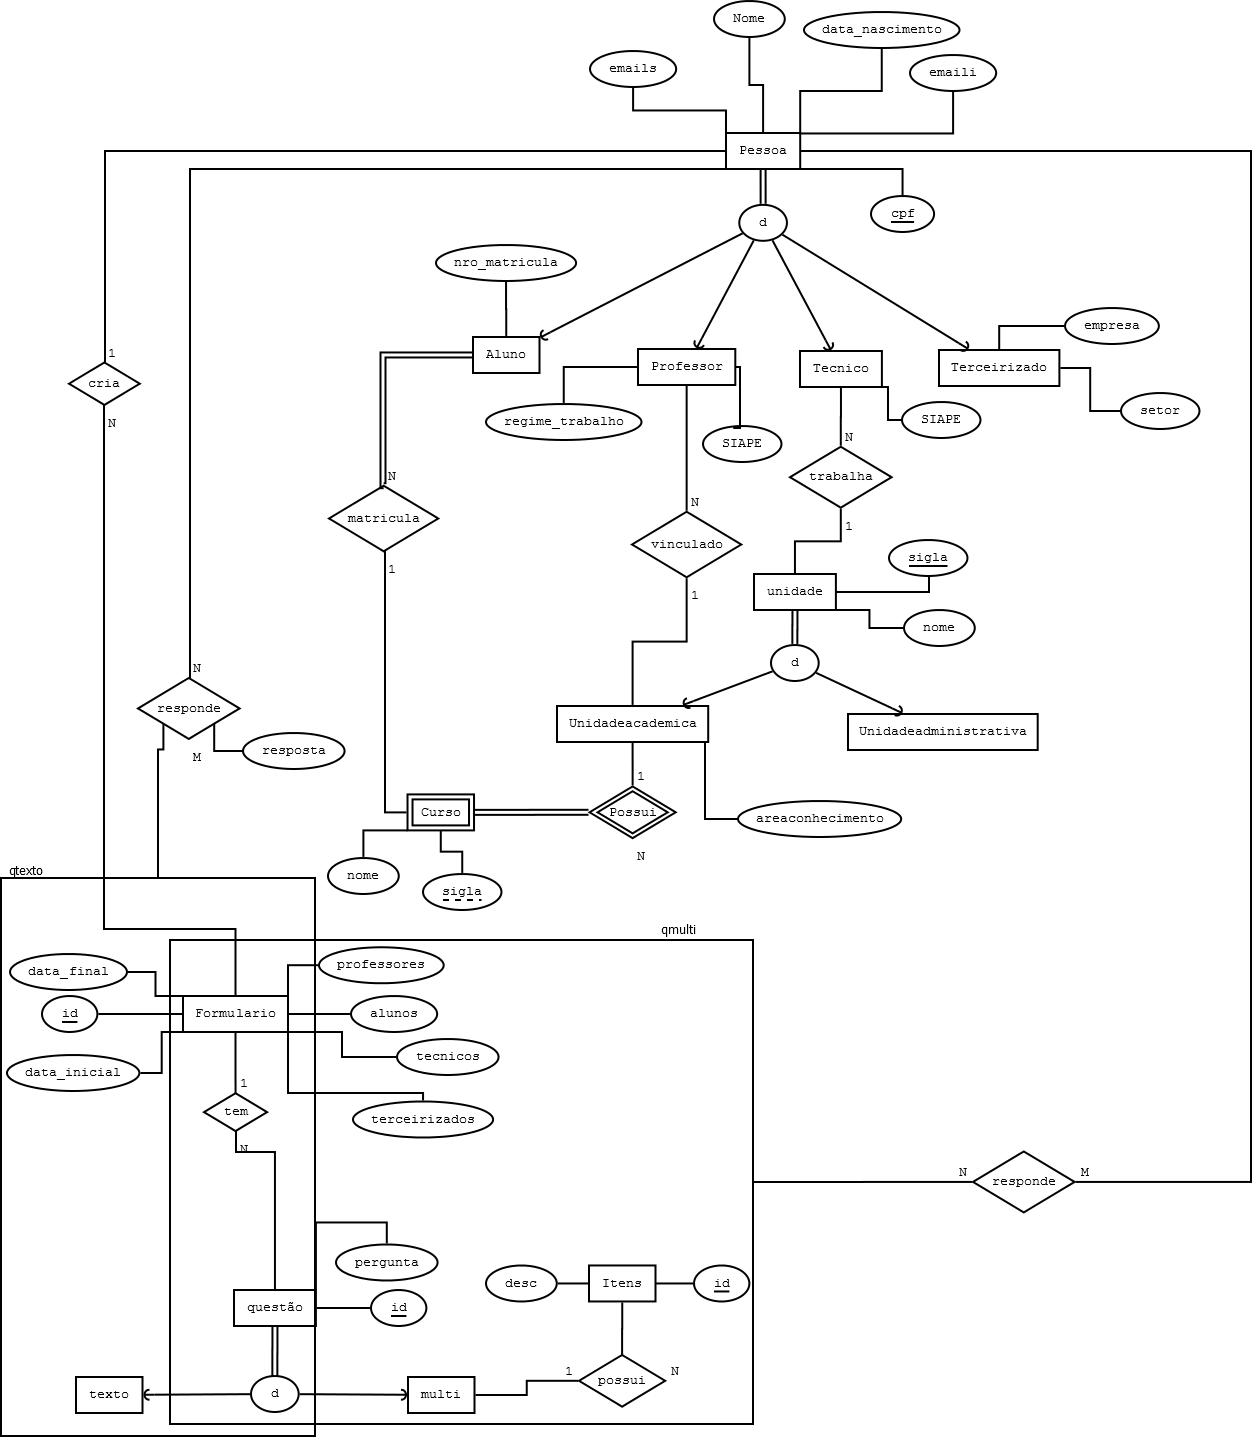 Nome
data_nascimento
emails
emaili
Pessoa
cpf
d
nro_matricula
empresa
Aluno
Professor
Tecnico
Terceirizado
1
cria
N
regime_trabalho
SIAPE
SIAPE
setor
N
trabalha
N
matricula
N
vinculado
1
1
1
sigla
unidade
nome
d
N
responde
M
resposta
Unidadeacademica
Unidadeadministrativa
1
Curso
Possui
areaconhecimento
N
nome
sigla
qtexto
qmulti
data_final
professores
id
Formulario
alunos
data_inicial
tecnicos
1
tem
terceirizados
N
N
responde
M
pergunta
desc
Itens
id
questão
id
texto
d
multi
1
possui
N